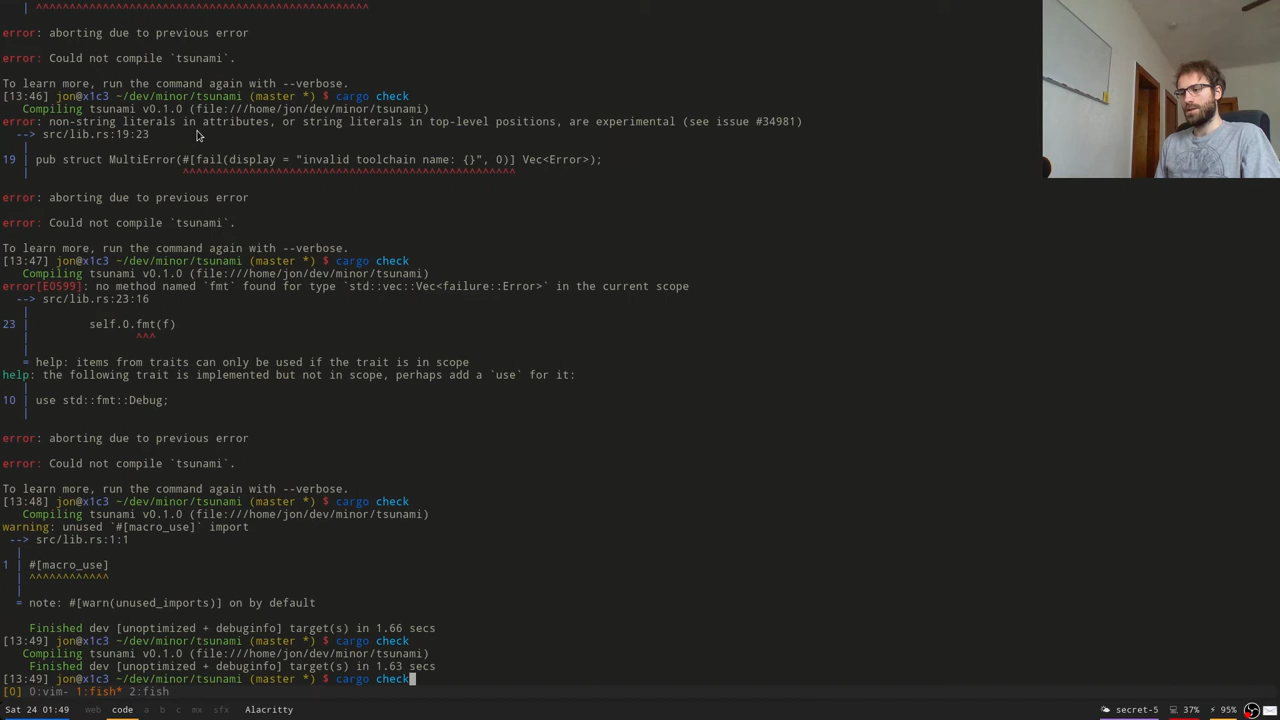 | ^^^^^^^^^^^^^^^^^^^^^^^^^^^^^^^^^^^^^^^^^^^^^^^^^
error: aborting due to previous error
error: Could not compile `tsunami`.
To learn more, run the command again with --verbose.
[13:46] jon@x1c3 ~/dev/minor/tsunami (master *) $ cargo check
Compiling tsunami v0.1.0 (file:///home/jon/dev/minor/tsunami)
error: non-string literals in attributes, or string literals in top-level positions, are experimental (see issue #34981)
--> src/lib.rs:19:23
|
19 | pub struct MultiError(#[fail(display = "invalid toolchain name: {}", 0)] Vec<Error>);
| ^^^^^^^^^^^^^^^^^^^^^^^^^^^^^^^^^^^^^^^^^^^^^^^^^
error: aborting due to previous error
error: Could not compile `tsunami`.
To learn more, run the command again with --verbose.
[13:47] jon@x1c3 ~/dev/minor/tsunami (master *) $ cargo check
Compiling tsunami v0.1.0 (file:///home/jon/dev/minor/tsunami)
error[E0599]: no method named `fmt` found for type `std::vec::Vec<failure::Error>` in the current scope
--> src/lib.rs:23:16
|
23 | self.0.fmt(f)
| ^^^
|
= help: items from traits can only be used if the trait is in scope
help: the following trait is implemented but not in scope, perhaps add a `use` for it:
|
10 | use std::fmt::Debug;
|
error: aborting due to previous error
error: Could not compile `tsunami`.
To learn more, run the command again with --verbose.
[13:48] jon@x1c3 ~/dev/minor/tsunami (master *) $ cargo check
Compiling tsunami v0.1.0 (file:///home/jon/dev/minor/tsunami)
warning: unused `#[macro_use]` import
--> src/lib.rs:1:1
|
1 | #[macro_use]
| ^^^^^^^^^^^^
|
= note: #[warn(unused_imports)] on by default
Finished dev [unoptimized + debuginfo] target(s) in 1.66 secs
[13:49] jon@x1c3 ~/dev/minor/tsunami (master *) $ cargo check
Compiling tsunami v0.1.0 (file:///home/jon/dev/minor/tsunami)
Finished dev [unoptimized + debuginfo] target(s) in 1.63 secs
[13:49] jon@x1c3 ~/dev/minor/tsunami (master *) $ cargo check
[0] 0:vim- 1:fish* 2:fish
Sat 24 01:49 web code a b c mx sfx Alacritty secret-5 37% 95%